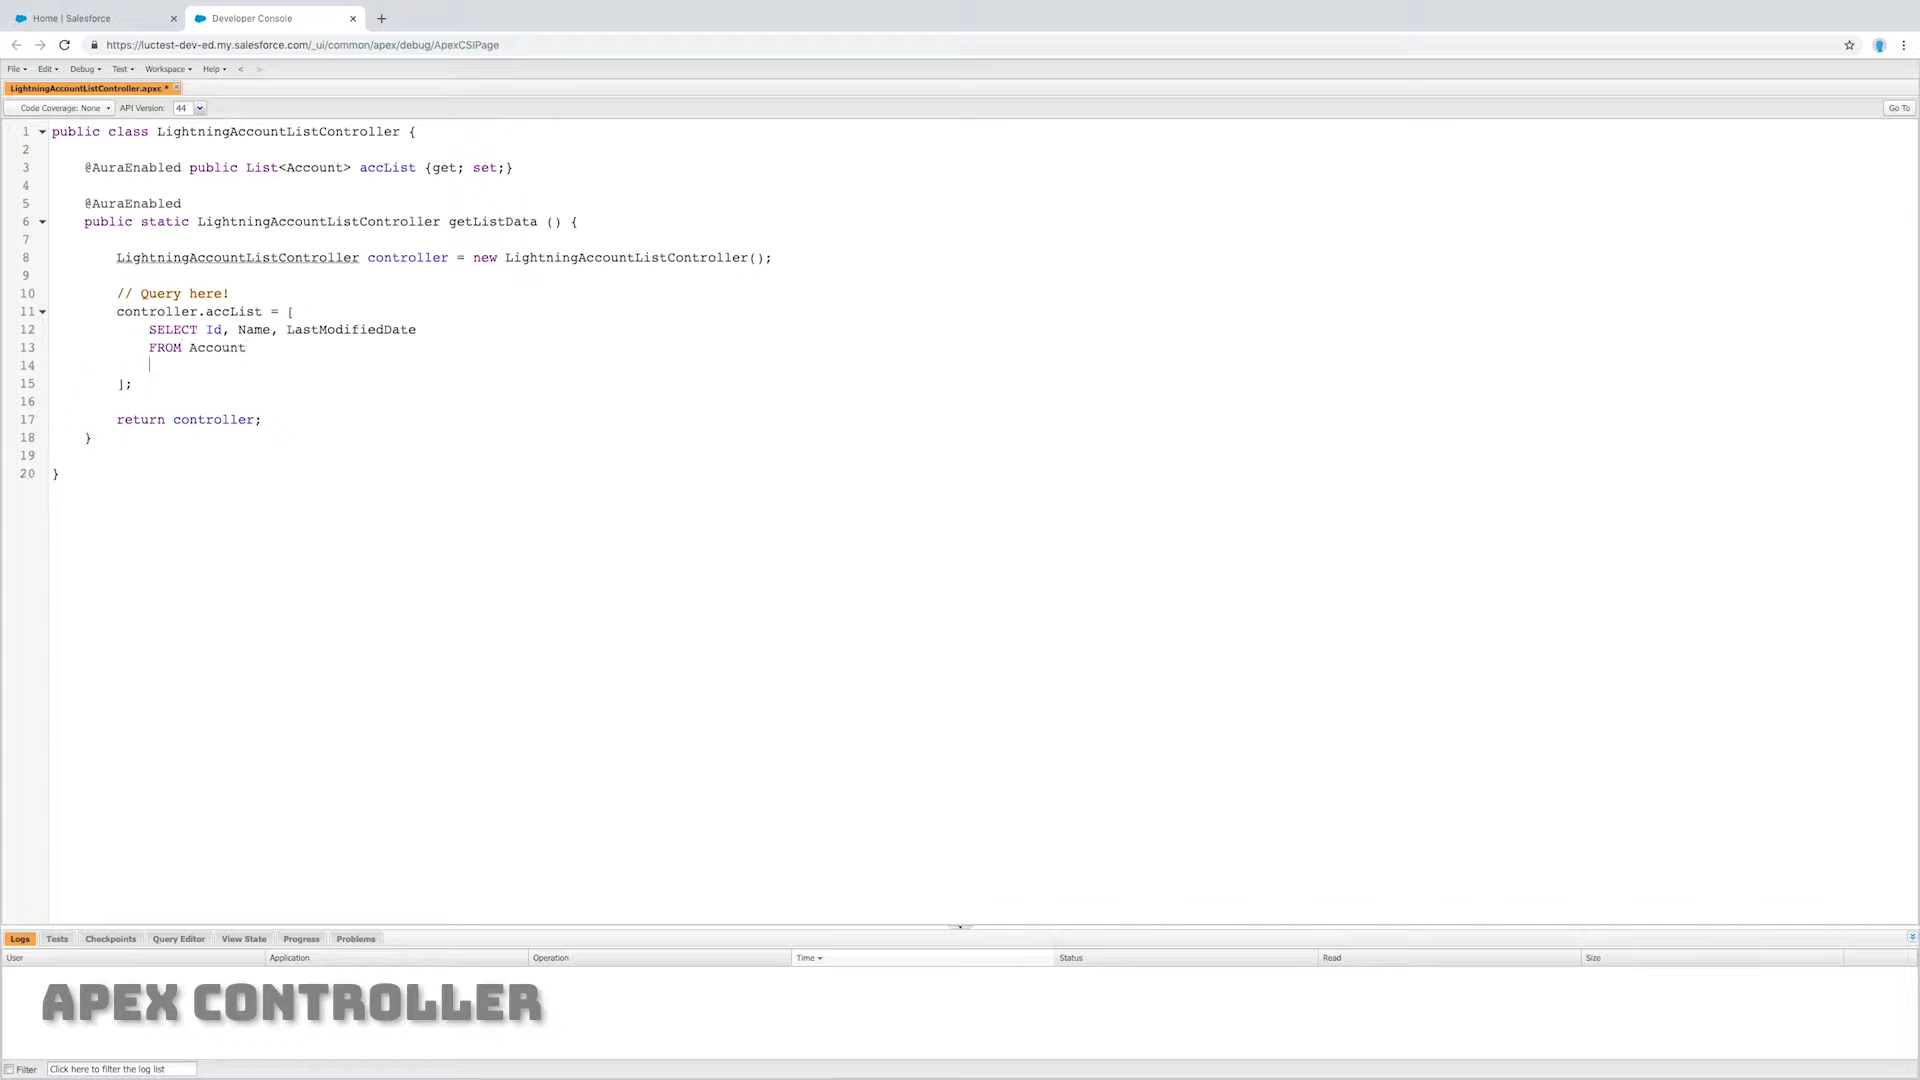 Home | Salesforce
Developer Console
https://luctest-dev-ed.my.salesforce.com/_ui/common/apex/debug/ApexCSIPage
File Edit Debug Test Workspace Help < >
LightningAccountListController.apxc *
Code Coverage: None API Version: 44 Go To
1 public class LightningAccountListController {
2
3 @AuraEnabled public List<Account> accList {get; set;}
4
5 @AuraEnabled
6 public static LightningAccountListController getListData () {
7
8 LightningAccountListController controller = new LightningAccountListController();
9
10 // Query here!
11 controller.accList = [
12 SELECT Id, Name, LastModifiedDate
13 FROM Account
14
15 ];
16
17 return controller;
18 }
19
20 }
Logs Tests Checkpoints Query Editor View State Progress Problems
User Application Operation Time Status Read Size
APEX CONTROLLER
Filter Click here to filter the log list